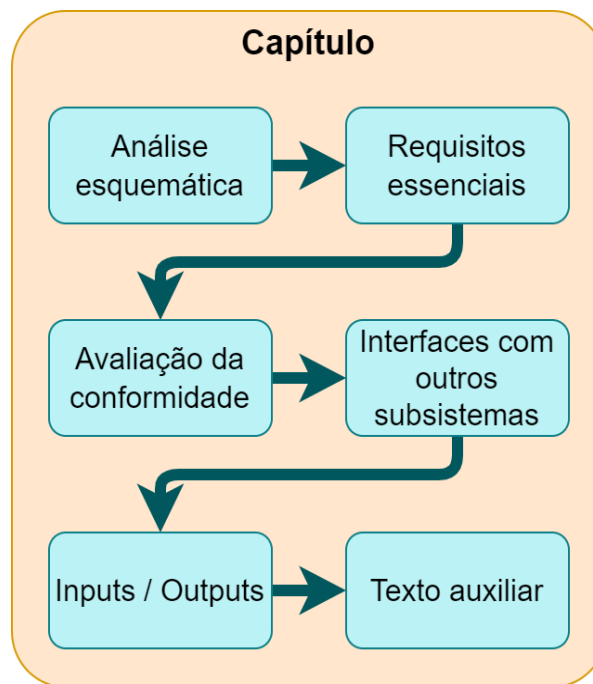 Capítulo
Análise
esquemática
Requisitos
essenciais
Avaliação da
conformidade
Interfaces com
outros
subsistemas
Inputs / Outputs
Texto auxiliar